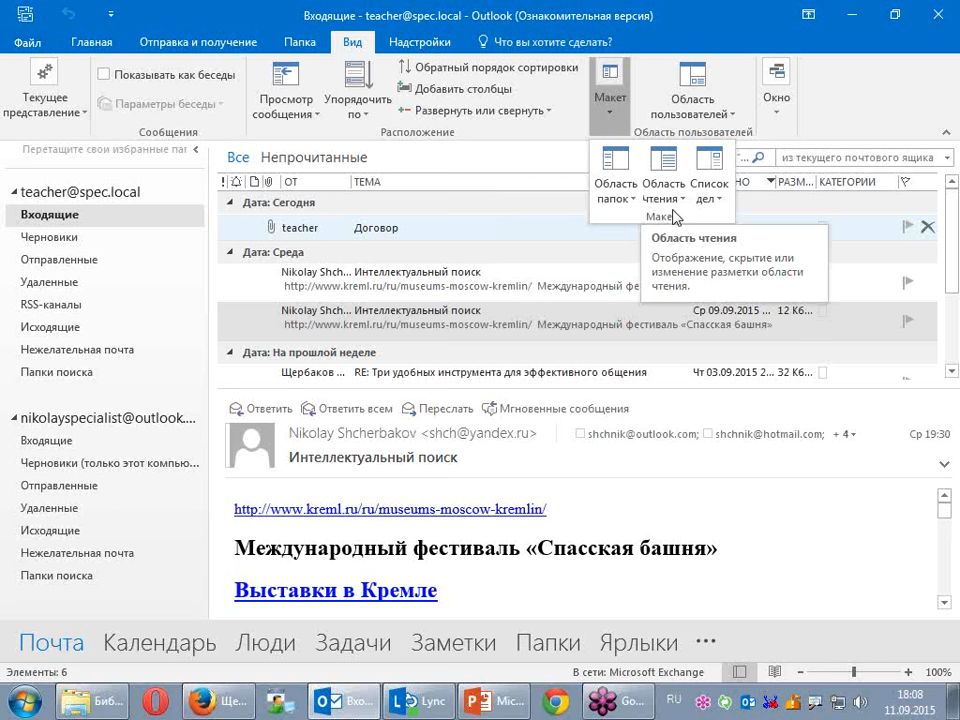 Входящие - teacher@spec.local - Outlook (Ознакомительная версия)
Файл Главная Отправка и получение Папка Вид Надстройки Что вы хотите сделать?
Текущее представление
Показывать как беседы
Параметры беседы
Сообщения
Просмотр сообщения
Упорядочить по
Обратный порядок сортировки
Добавить столбцы
Развернуть или свернуть
Расположение
Макет
Область пользователей
Область пользователей
Окно
Область папок
Область чтения
Список дел
Область чтения
Отображение, скрытие или
изменение разметки области
чтения.
Перетащите свои избранные
teacher@spec.local
Входящие
Черновики
Отправленные
Удаленные
RSS-каналы
Исходящие
Нежелательная почта
Папки поиска
nikolayspecialist@outlook....
Входящие
Черновики (только этот компью...
Отправленные
Удаленные
Исходящие
Нежелательная почта
Папки поиска
Все Непрочитанные
из текущего почтового ящика
! ОТ ТЕМА НО РАЗМ... КАТЕГОРИИ
Дата: Сегодня
teacher Договор
Дата: Среда
Nikolay Shch... Интеллектуальный поиск
http://www.kreml.ru/ru/museums-moscow-kremlin/ Международный фе
Nikolay Shch... Интеллектуальный поиск Ср 09.09.2015 ... 12 Кб...
http://www.kreml.ru/ru/museums-moscow-kremlin/ Международный фестиваль «Спасская башня»
Дата: На прошлой неделе
Щербаков ... RE: Три удобных инструмента для эффективного общения Чт 03.09.2015 2... 32 Кб...
Ответить Ответить всем Переслать Мгновенные сообщения
Nikolay Shcherbakov <shch@yandex.ru> shchnik@outlook.com; shchnik@hotmail.com; + 4 Ср 19:30
Интеллектуальный поиск
http://www.kreml.ru/ru/museums-moscow-kremlin/
Международный фестиваль «Спасская башня»
Выставки в Кремле
Почта Календарь Люди Задачи Заметки Папки Ярлыки ...
Элементы: 6 В сети: Microsoft Exchange 100%
Биб... Ще... Вхо... Lync Mic... Go... RU 18:08
11.09.2015